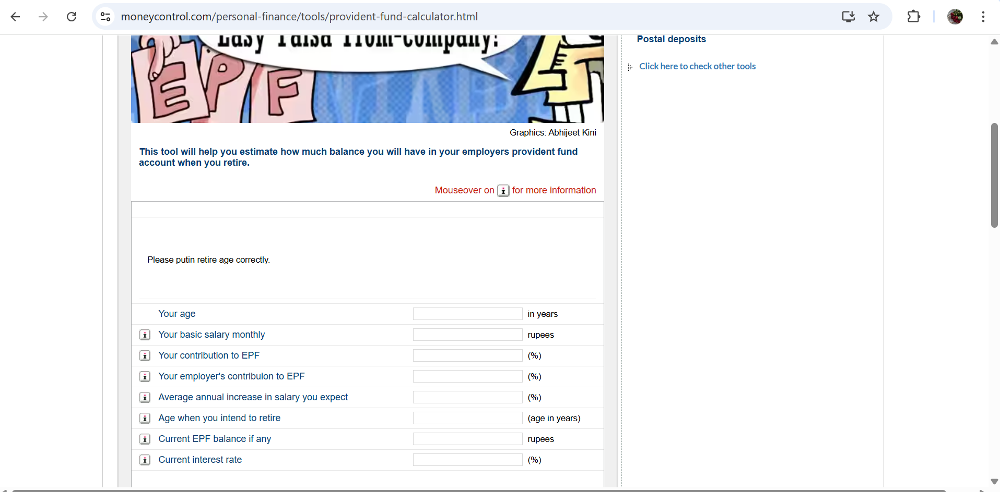 moneycontrol.com/personal-finance/tools/provident-fund-calculator.html
Easy Paisa from-company!
EPF
Graphics: Abhijeet Kini
This tool will help you estimate how much balance you will have in your employers provident fund
account when you retire.
Mouseover on i for more information
Please putin retire age correctly.
Your age in years
i Your basic salary monthly rupees
i Your contribution to EPF (%)
i Your employer's contribuion to EPF (%)
i Average annual increase in salary you expect (%)
i Age when you intend to retire (age in years)
i Current EPF balance if any rupees
i Current interest rate (%)
Postal deposits
Click here to check other tools